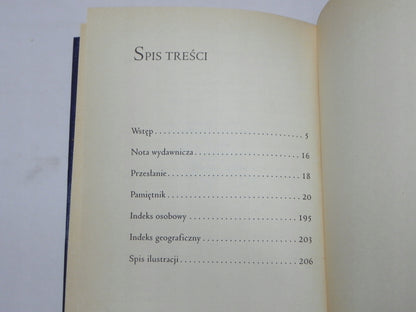 SPIS TREŚCI
Wstęp . . . . . . . . . . . . . . . . . . . . . . . . . . . . . . 5
Nota wydawnicza . . . . . . . . . . . . . . . . . . . . . . 16
Przesłanie . . . . . . . . . . . . . . . . . . . . . . . . . . . 18
Pamiętnik . . . . . . . . . . . . . . . . . . . . . . . . . . . 20
Indeks osobowy . . . . . . . . . . . . . . . . . . . . . . . 195
Indeks geograficzny . . . . . . . . . . . . . . . . . . . . 203
Spis ilustracji . . . . . . . . . . . . . . . . . . . . . . . . 206